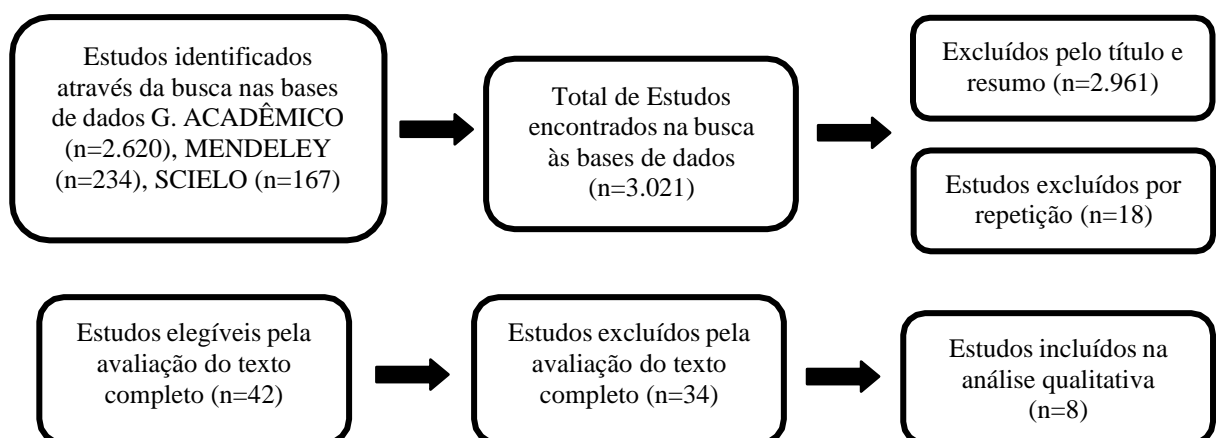 Estudos identificados
através da busca nas bases
de dados G. ACADÊMICO
(n=2.620), MENDELEY
(n=234), SCIELO (n=167)
Total de Estudos
encontrados na busca
às bases de dados
(n=3.021)
Excluídos pelo título e
resumo (n=2.961)
Estudos excluídos por
repetição (n=18)
Estudos elegíveis pela
avaliação do texto
completo (n=42)
Estudos excluídos pela
avaliação do texto
completo (n=34)
Estudos incluídos na
análise qualitativa
(n=8)